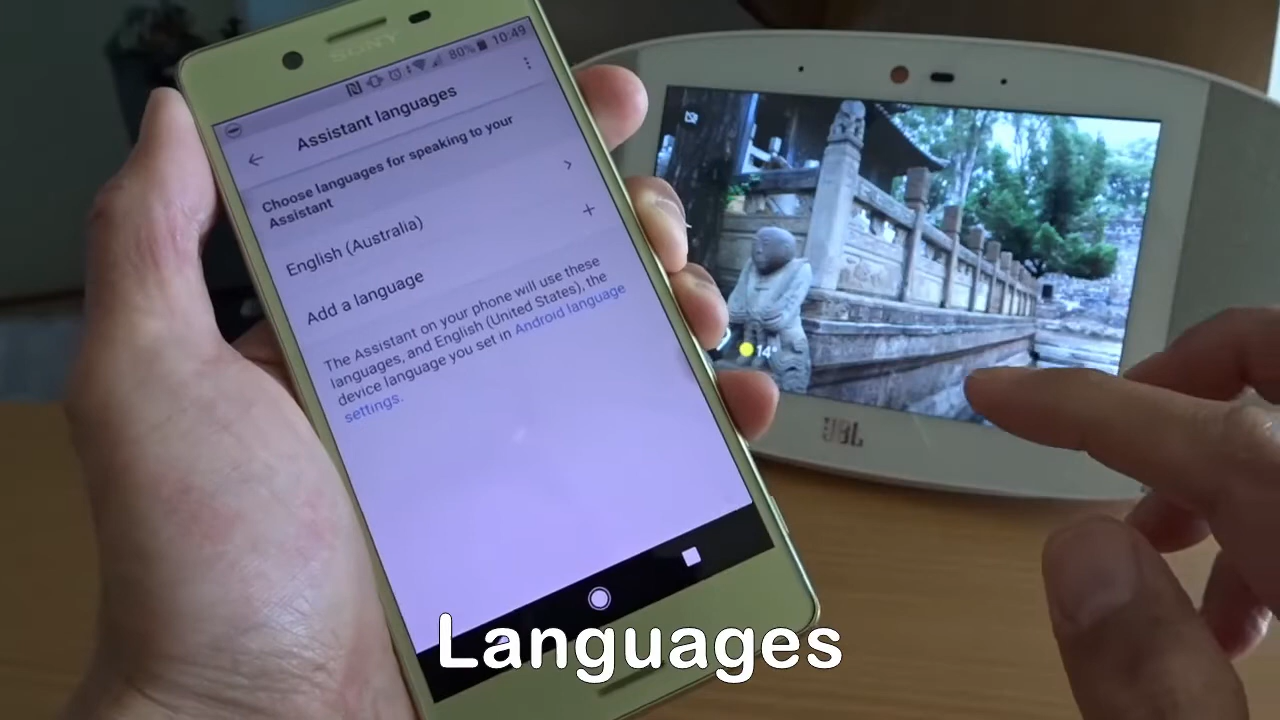 SONY
80% 10:49
Assistant languages
Choose languages for speaking to your
Assistant
English (Australia)
Add a language
The Assistant on your phone will use these
languages, and English (United States), the
device language you set in Android language
settings.
14°
JBL
Languages